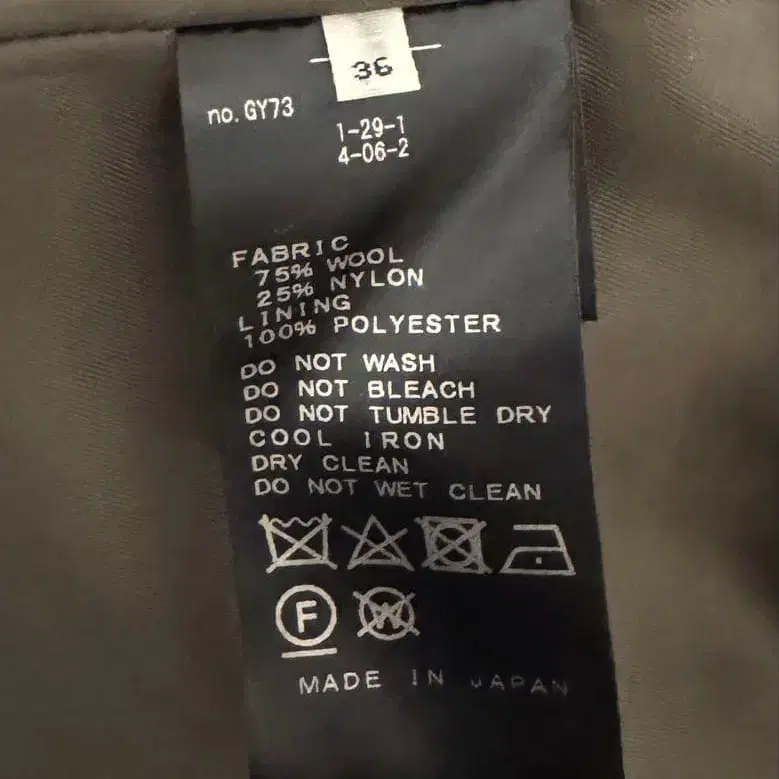 36
no. GY73
1-29-1
4-06-2
FABRIC
75% WOOL
25% NYLON
LINING
100% POLYESTER
DO NOT WASH
DO NOT BLEACH
DO NOT TUMBLE DRY
COOL IRON
DRY CLEAN
DO NOT WET CLEAN
F W
MADE IN JAPAN